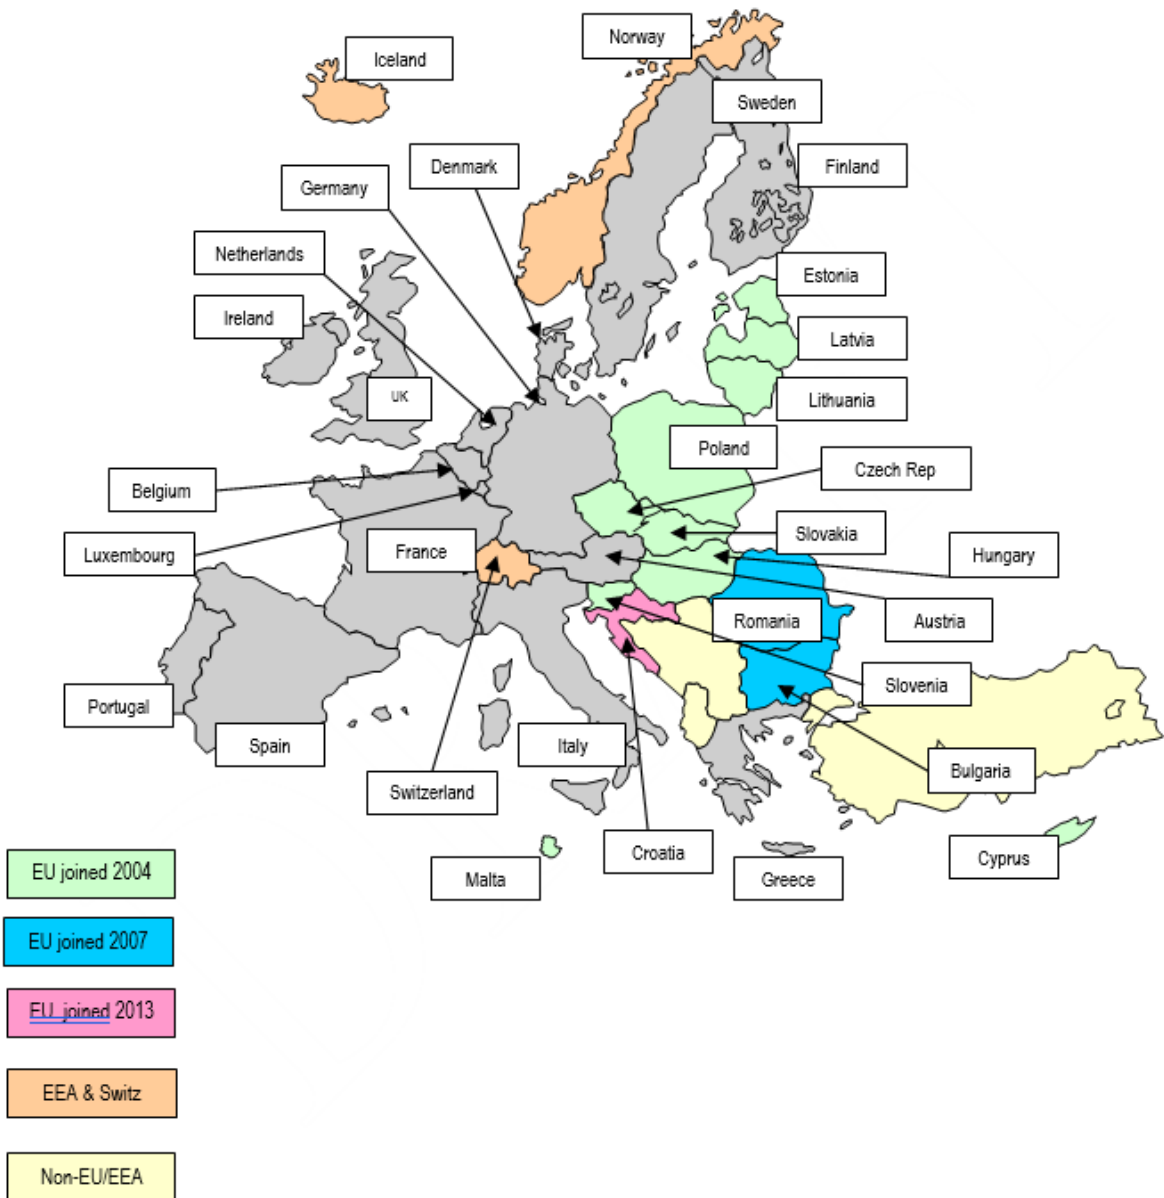 Norway
Iceland
Sweden
Denmark
Finland
Germany
Netherlands
Estonia
Ireland
Latvia
UK
Lithuania
Poland
Czech Rep
Belgium
Slovakia
France
Luxembourg
Hungary
Romania
Austria
Slovenia
Portugal
Spain
Italy
Bulgaria
Switzerland
Croatia
Cyprus
Malta
Greece
EU joined 2004
EU joined 2007
EU joined 2013
EEA & Switz
Non-EU/EEA